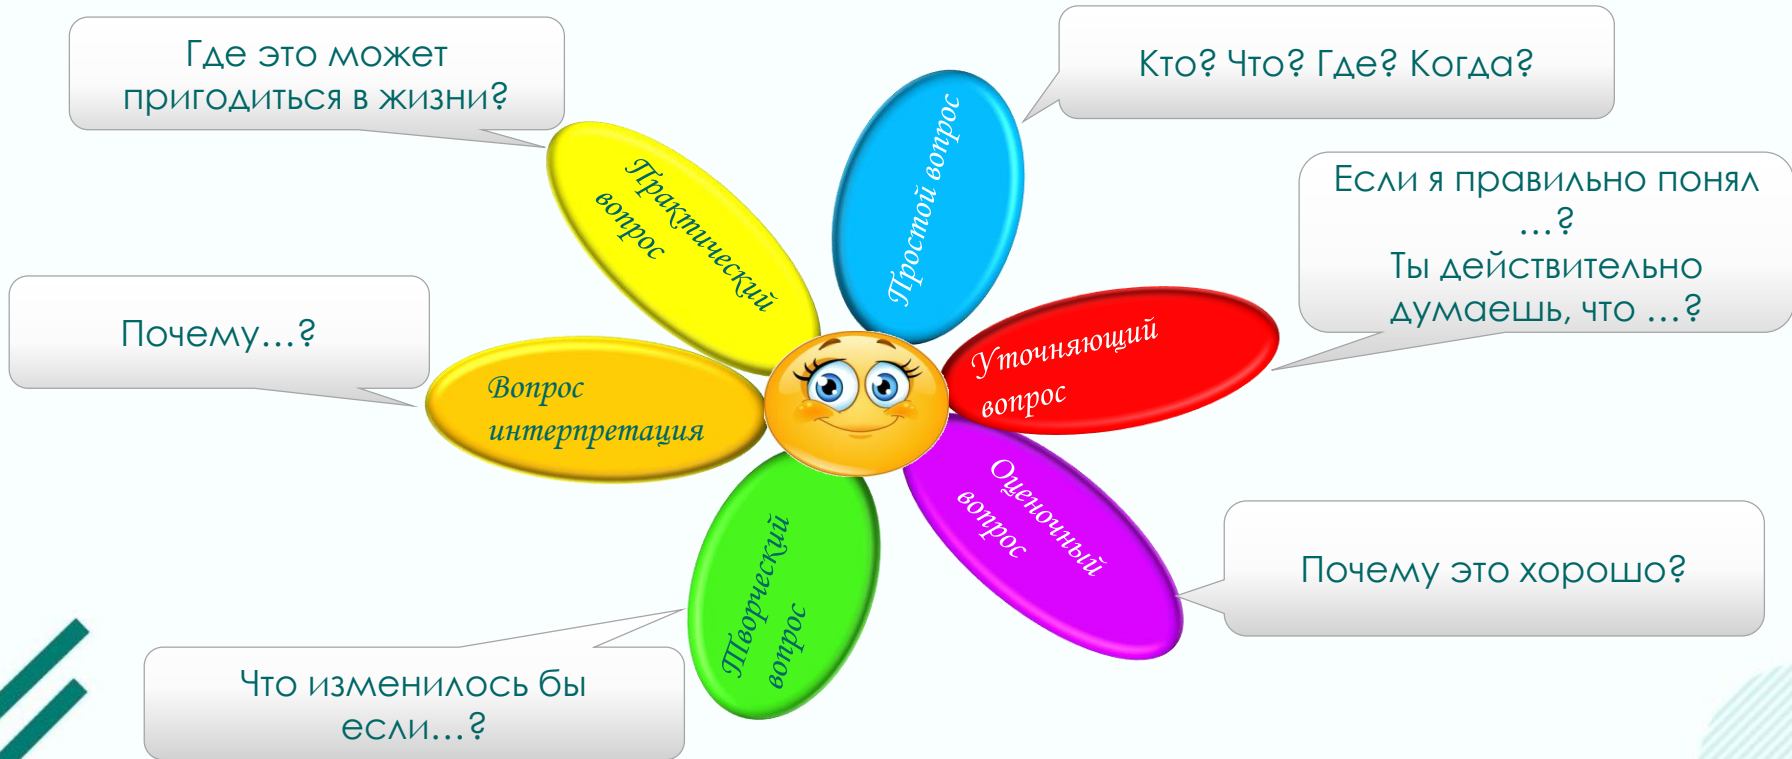 Где это может
пригодиться в жизни?
Кто? Что? Где? Когда?
Практический
вопрос
Простой вопрос
Если я правильно понял
…?
Ты действительно
думаешь, что …?
Почему…?
Уточняющий
вопрос
Вопрос
интерпретация
Оценочный
вопрос
Почему это хорошо?
Творческий
вопрос
Что изменилось бы
если…?